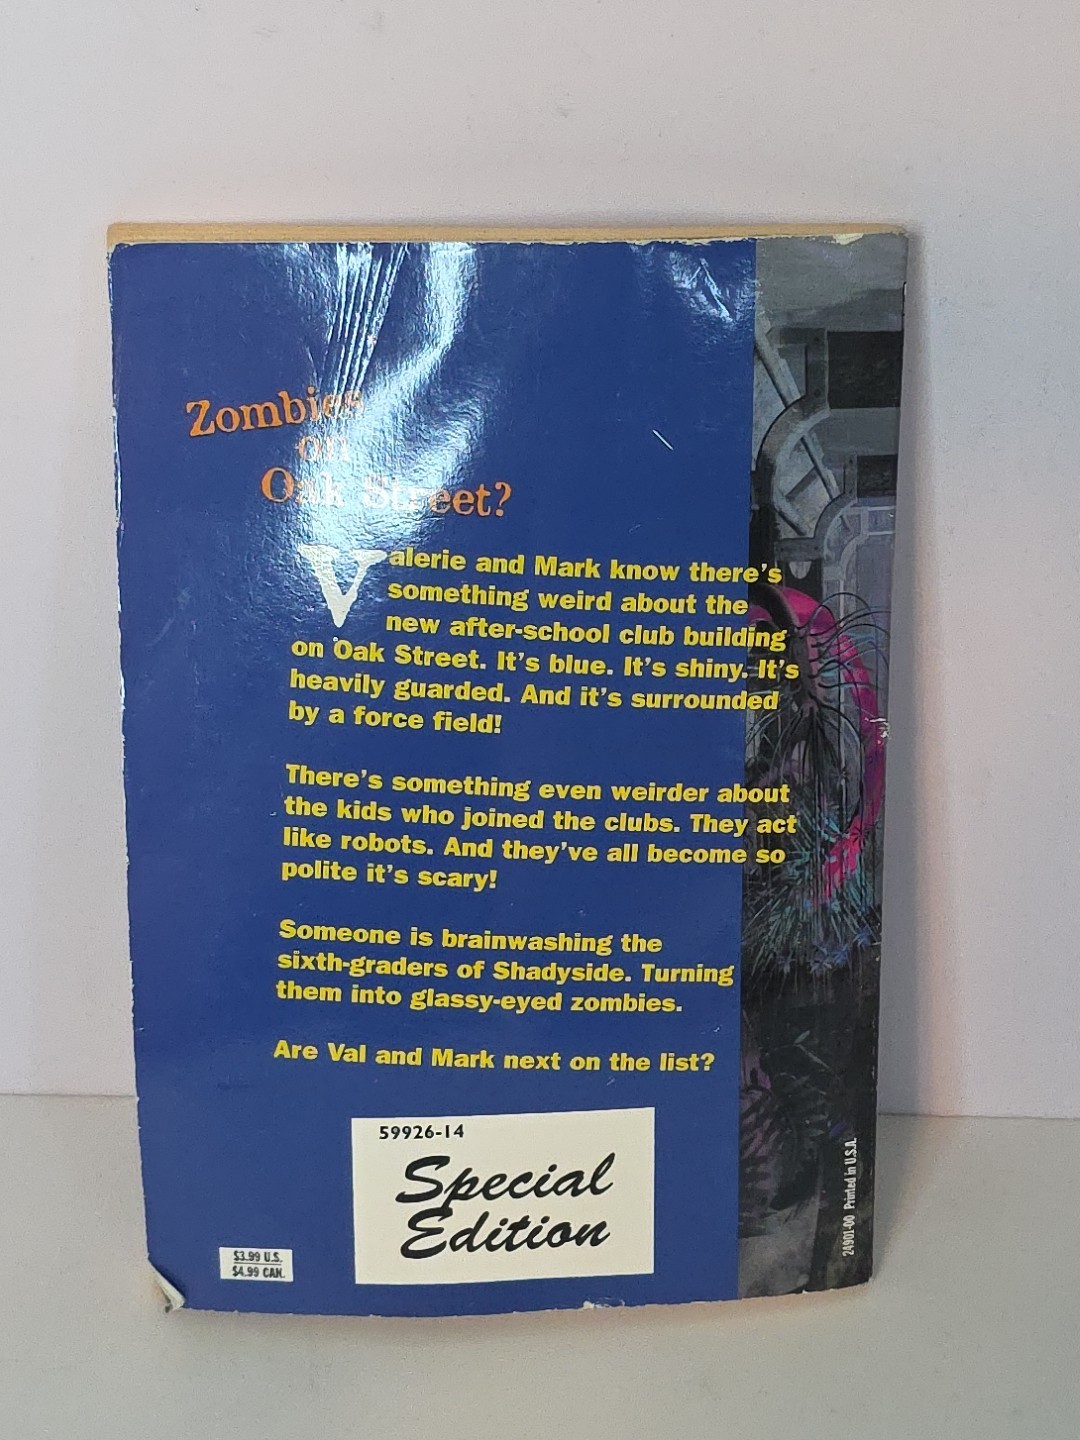 Zombies
on
Oak Street?
Valerie and Mark know there's
something weird about the
new after-school club building
on Oak Street. It's blue. It's shiny. It's
heavily guarded. And it's surrounded
by a force field!
There's something even weirder about
the kids who joined the clubs. They act
like robots. And they've all become so
polite it's scary!
Someone is brainwashing the
sixth-graders of Shadyside. Turning
them into glassy-eyed zombies.
Are Val and Mark next on the list?
59926-14
Special
Edition
$3.99 U.S.
$4.99 CAN.
24901-00 Printed in U.S.A.